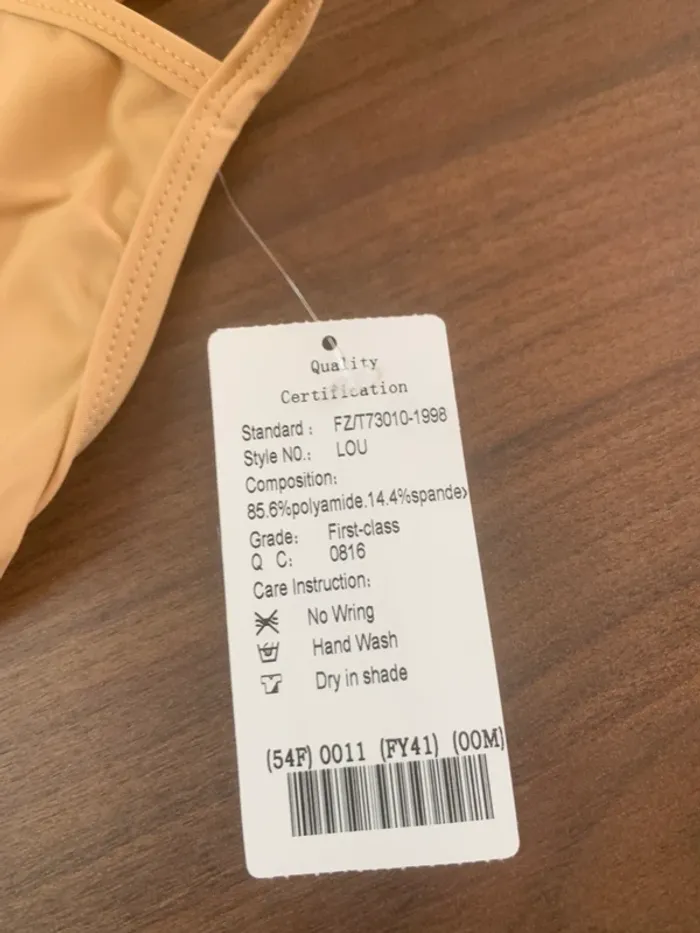 Quality
Certification
Standard : FZ/T73010-1998
Style NO.: LOU
Composition:
85.6%polyamide.14.4%spandex
Grade: First-class
Q C: 0816
Care Instruction:
No Wring
Hand Wash
Dry in shade
(54F) 0011 (FY41) (00M)